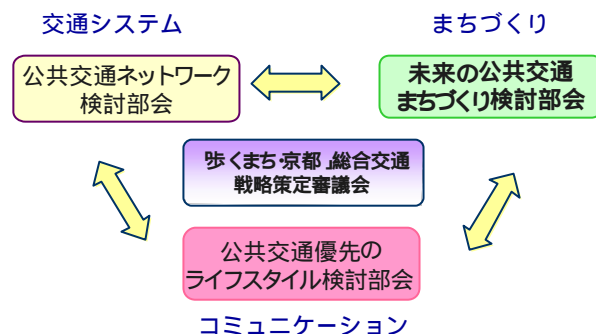 交通システム
まちづくり
公共交通ネットワーク
検討部会
未来の公共交通
まちづくり検討部会
「歩くまち・京都」総合交通
戦略策定審議会
公共交通優先の
ライフスタイル検討部会
コミュニケーション